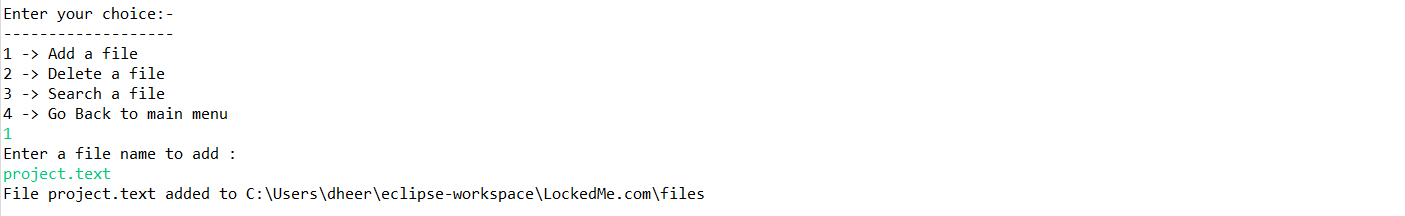 Enter your choice:-
-------------------
1 -> Add a file
2 -> Delete a file
3 -> Search a file
4 -> Go Back to main menu
1
Enter a file name to add :
project.text
File project.text added to C:\Users\dheer\eclipse-workspace\LockedMe.com\files